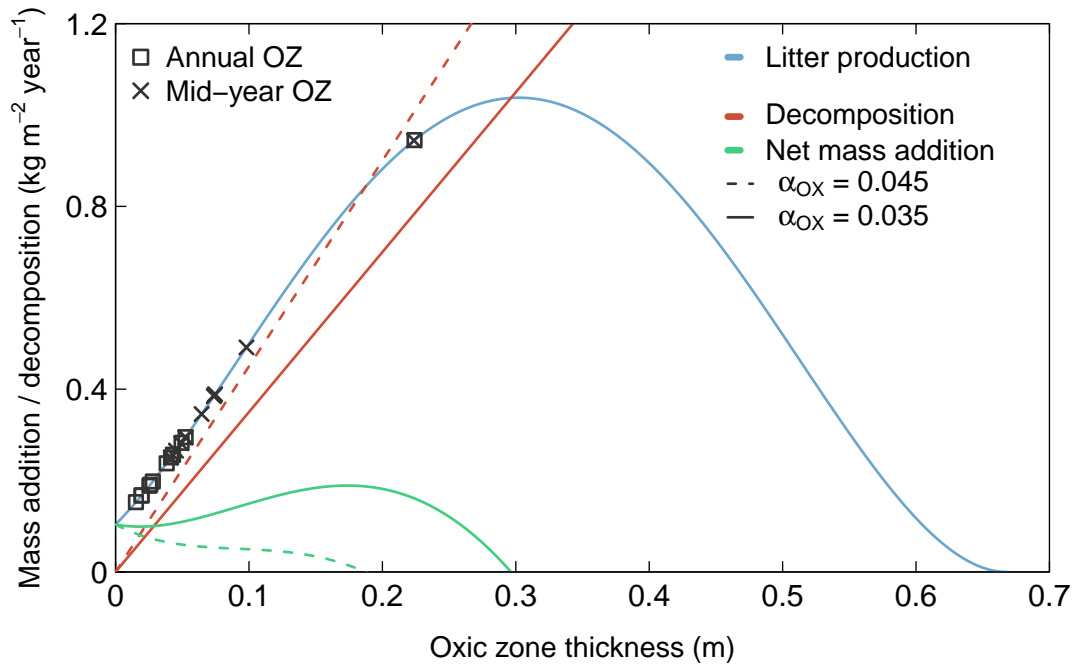 Mass addition / decomposition (kg m−2 year−1)
1.2
0.8
0.4
0
Annual OZ
Mid−year OZ
Litter production
Decomposition
Net mass addition
αOX = 0.045
αOX = 0.035
0 0.1 0.2 0.3 0.4 0.5 0.6 0.7
Oxic zone thickness (m)